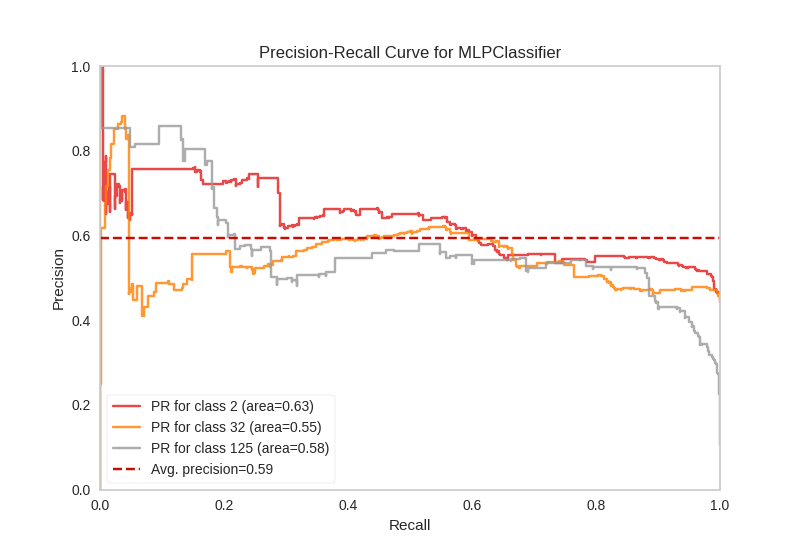 Precision-Recall Curve for MLPClassifier
1.0
0.8
0.6
0.4
0.2
0.0
Precision
PR for class 2 (area=0.63)
PR for class 32 (area=0.55)
PR for class 125 (area=0.58)
Avg. precision=0.59
0.0 0.2 0.4 0.6 0.8 1.0
Recall